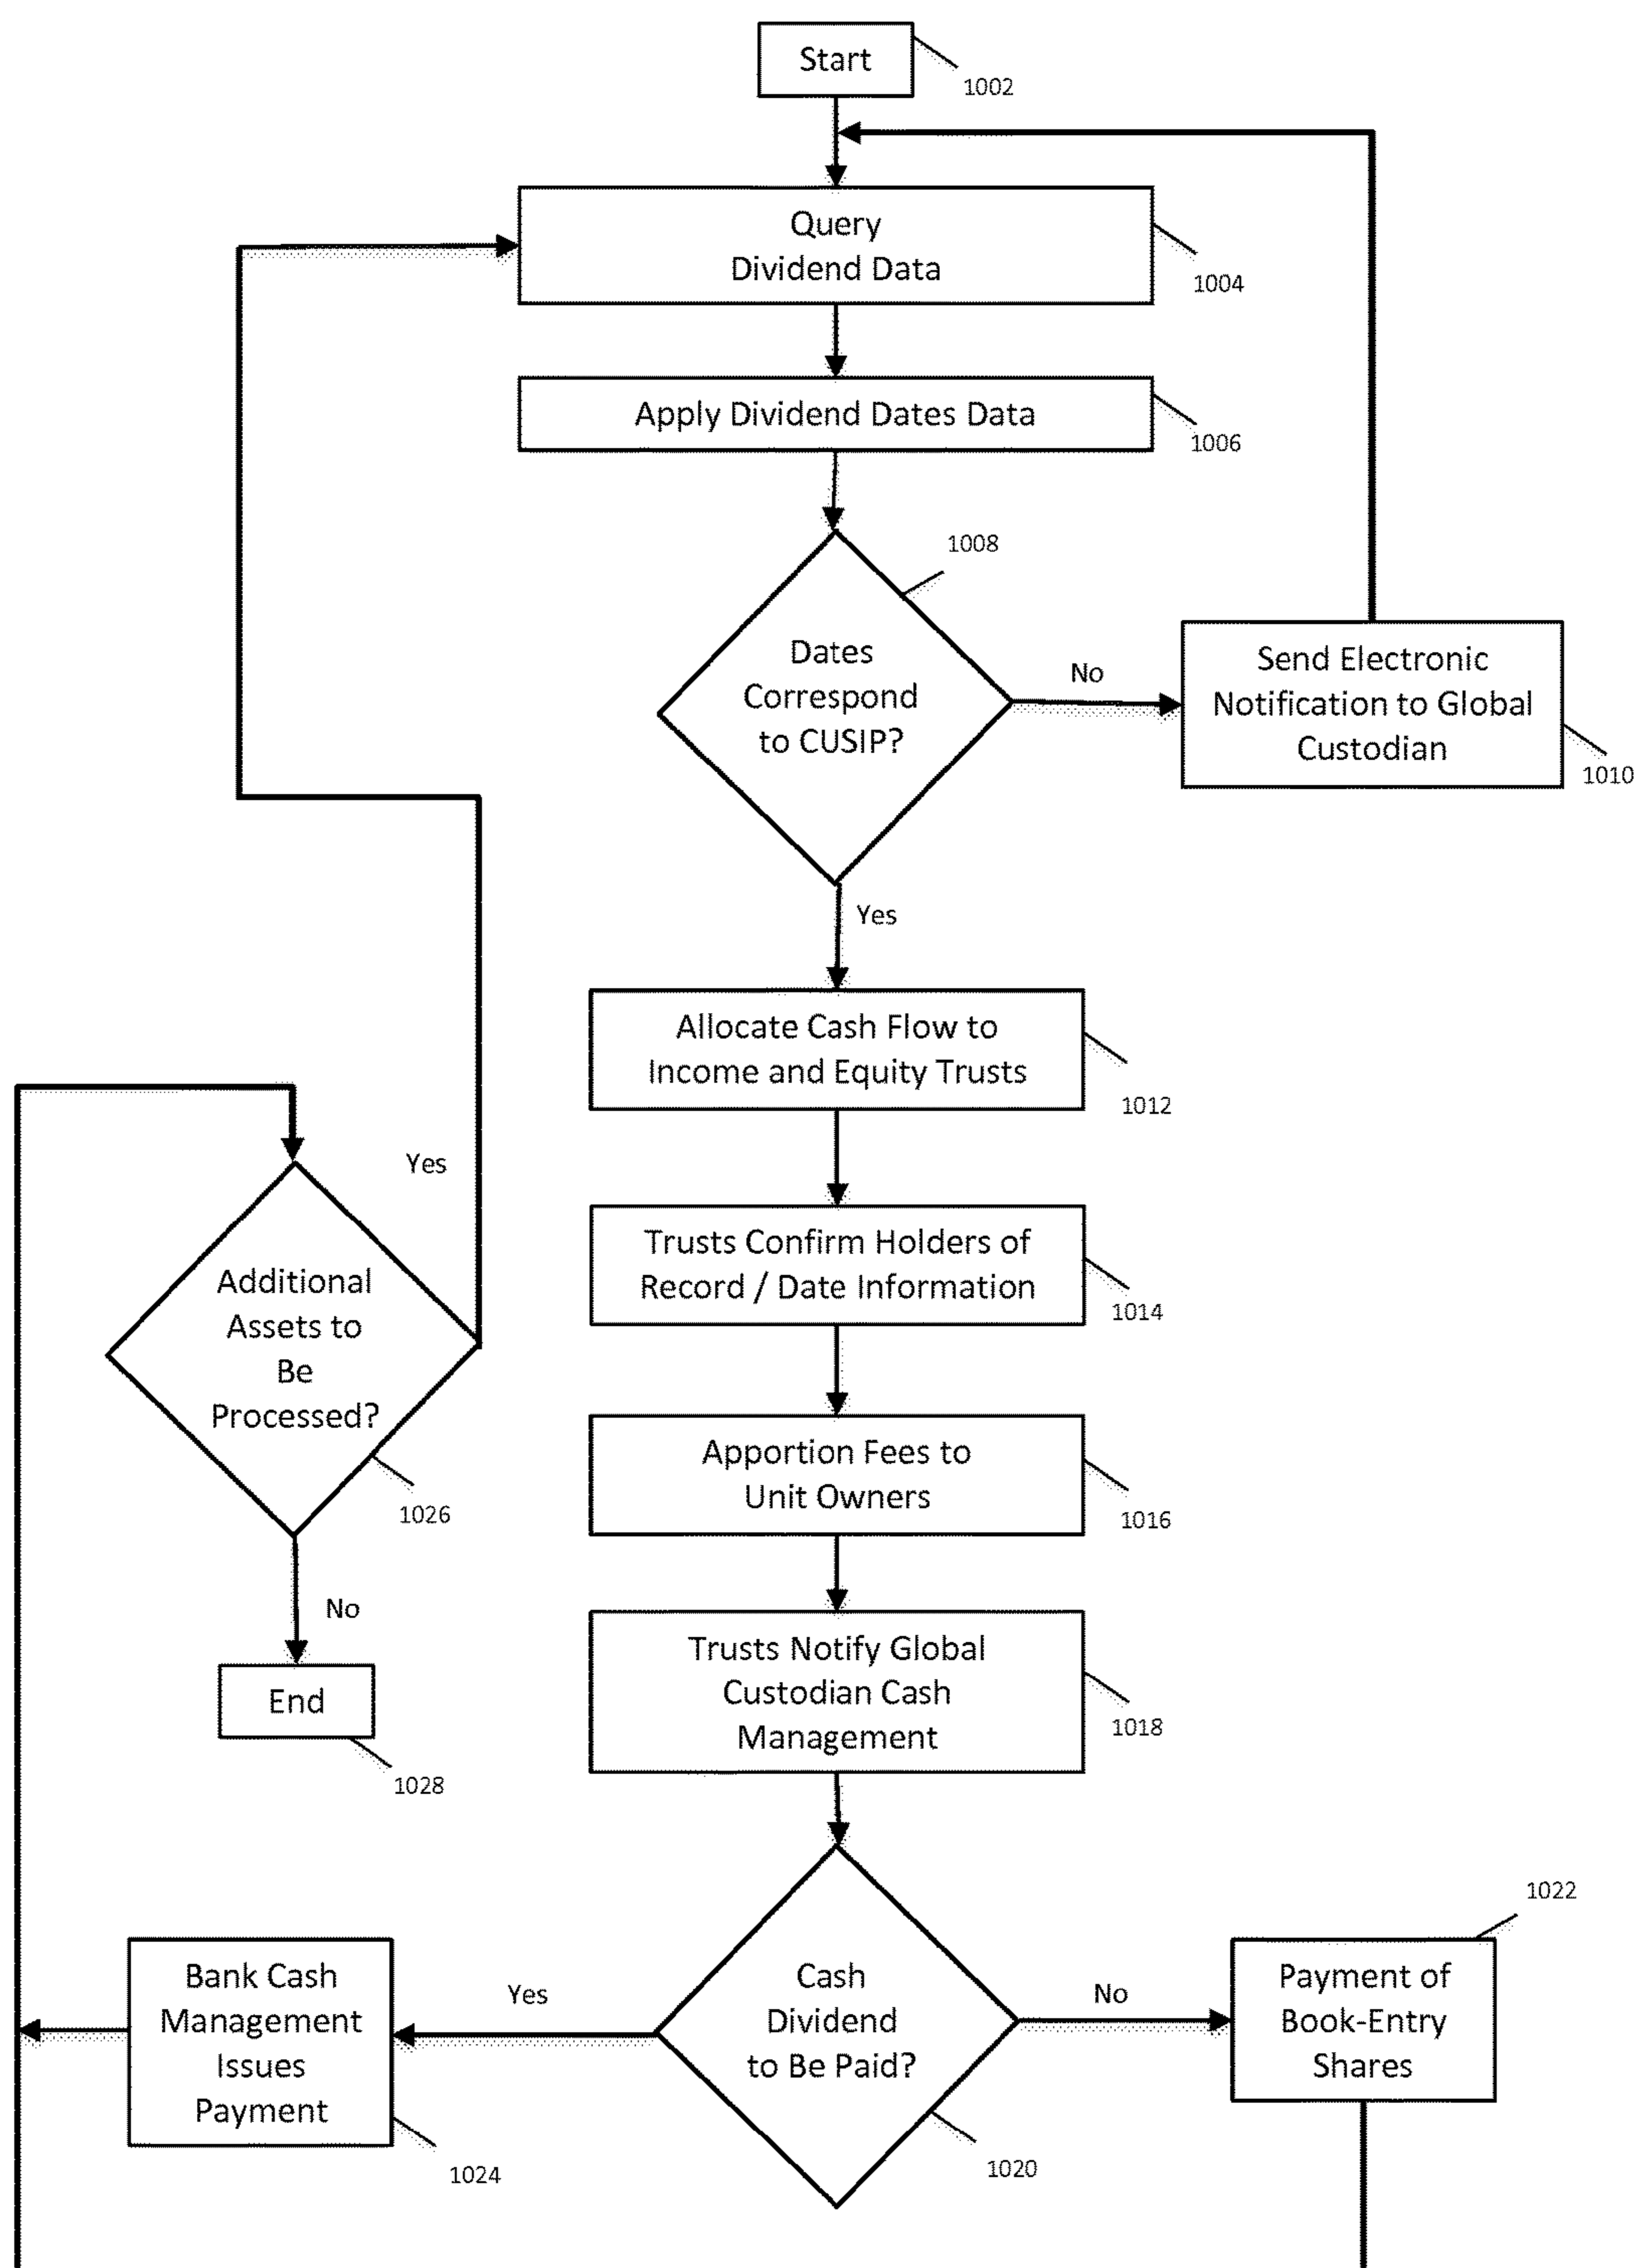 Start
1002
Query
Dividend Data
1004
Apply Dividend Dates Data
1006
1008
Dates
Correspond
to CUSIP?
No
Send Electronic
Notification to Global
Custodian
1010
Yes
Allocate Cash Flow to
Income and Equity Trusts
1012
Trusts Confirm Holders of
Record / Date Information
1014
Apportion Fees to
Unit Owners
1016
Trusts Notify Global
Custodian Cash
Management
1018
Cash
Dividend
to Be Paid?
1020
No
1022
Payment of
Book-Entry
Shares
Yes
Bank Cash
Management
Issues
Payment
1024
Additional
Assets to
Be
Processed?
1026
Yes
No
End
1028